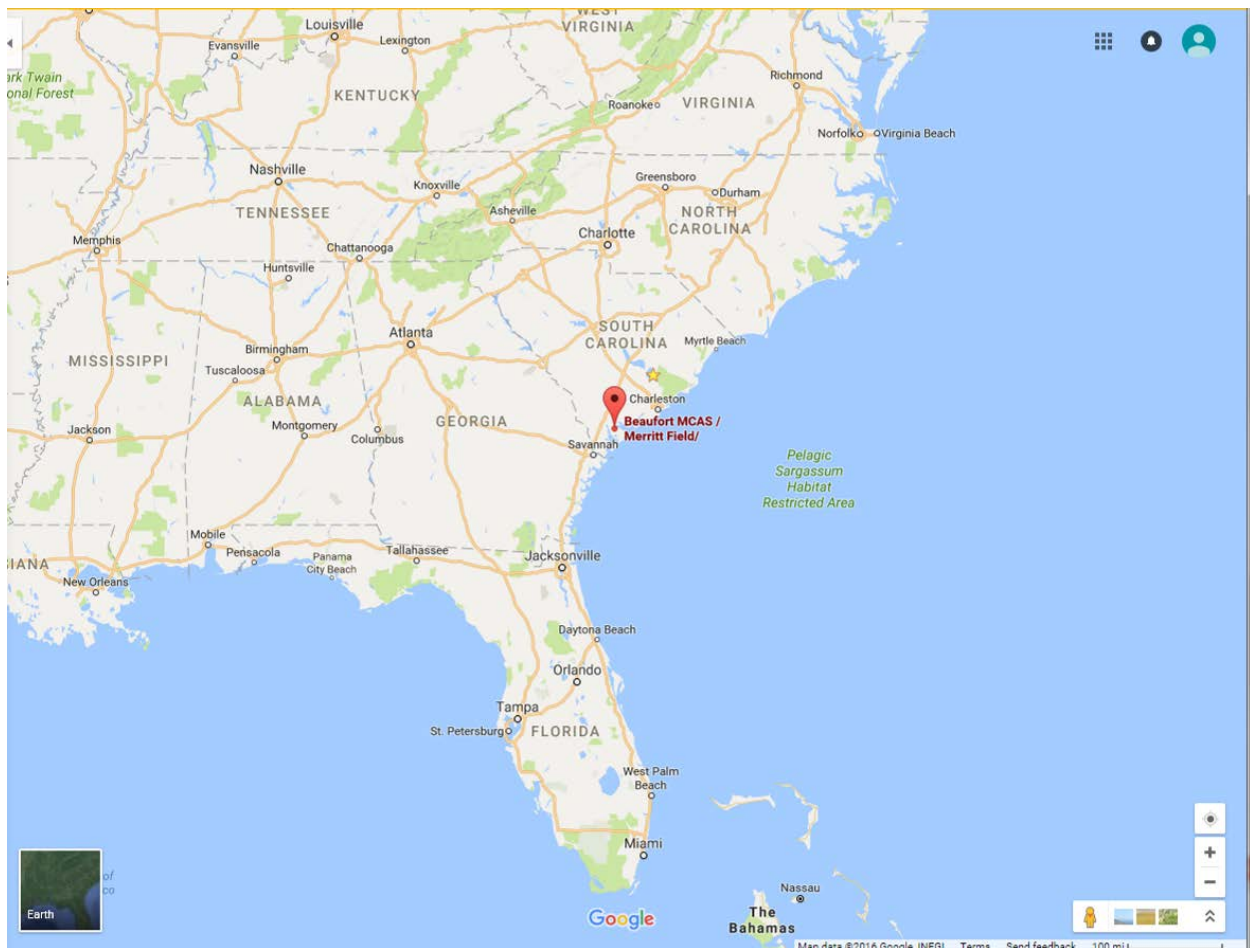 WEST
VIRGINIA
Louisville
Evansville
Lexington
Richmond
ark Twain
onal Forest
KENTUCKY
Roanoke
VIRGINIA
Norfolk
Virginia Beach
Nashville
Knoxville
Greensboro
Durham
TENNESSEE
Asheville
NORTH
CAROLINA
Memphis
Charlotte
Chattanooga
Huntsville
SOUTH
CAROLINA
Atlanta
Myrtle Beach
MISSISSIPPI
Birmingham
Tuscaloosa
ALABAMA
Charleston
Jackson
Montgomery
Columbus
GEORGIA
Beaufort MCAS /
Merritt Field/
Savannah
Pelagic
Sargassum
Habitat
Restricted Area
Mobile
Pensacola
Panama
City Beach
Tallahassee
Jacksonville
IANA
New Orleans
Daytona Beach
Orlando
Tampa
St. Petersburg
FLORIDA
West Palm
Beach
Miami
of
co
Earth
Nassau
The
Bahamas
Google
Map data ©2016 Google, INEGI Terms Send feedback 100 mi